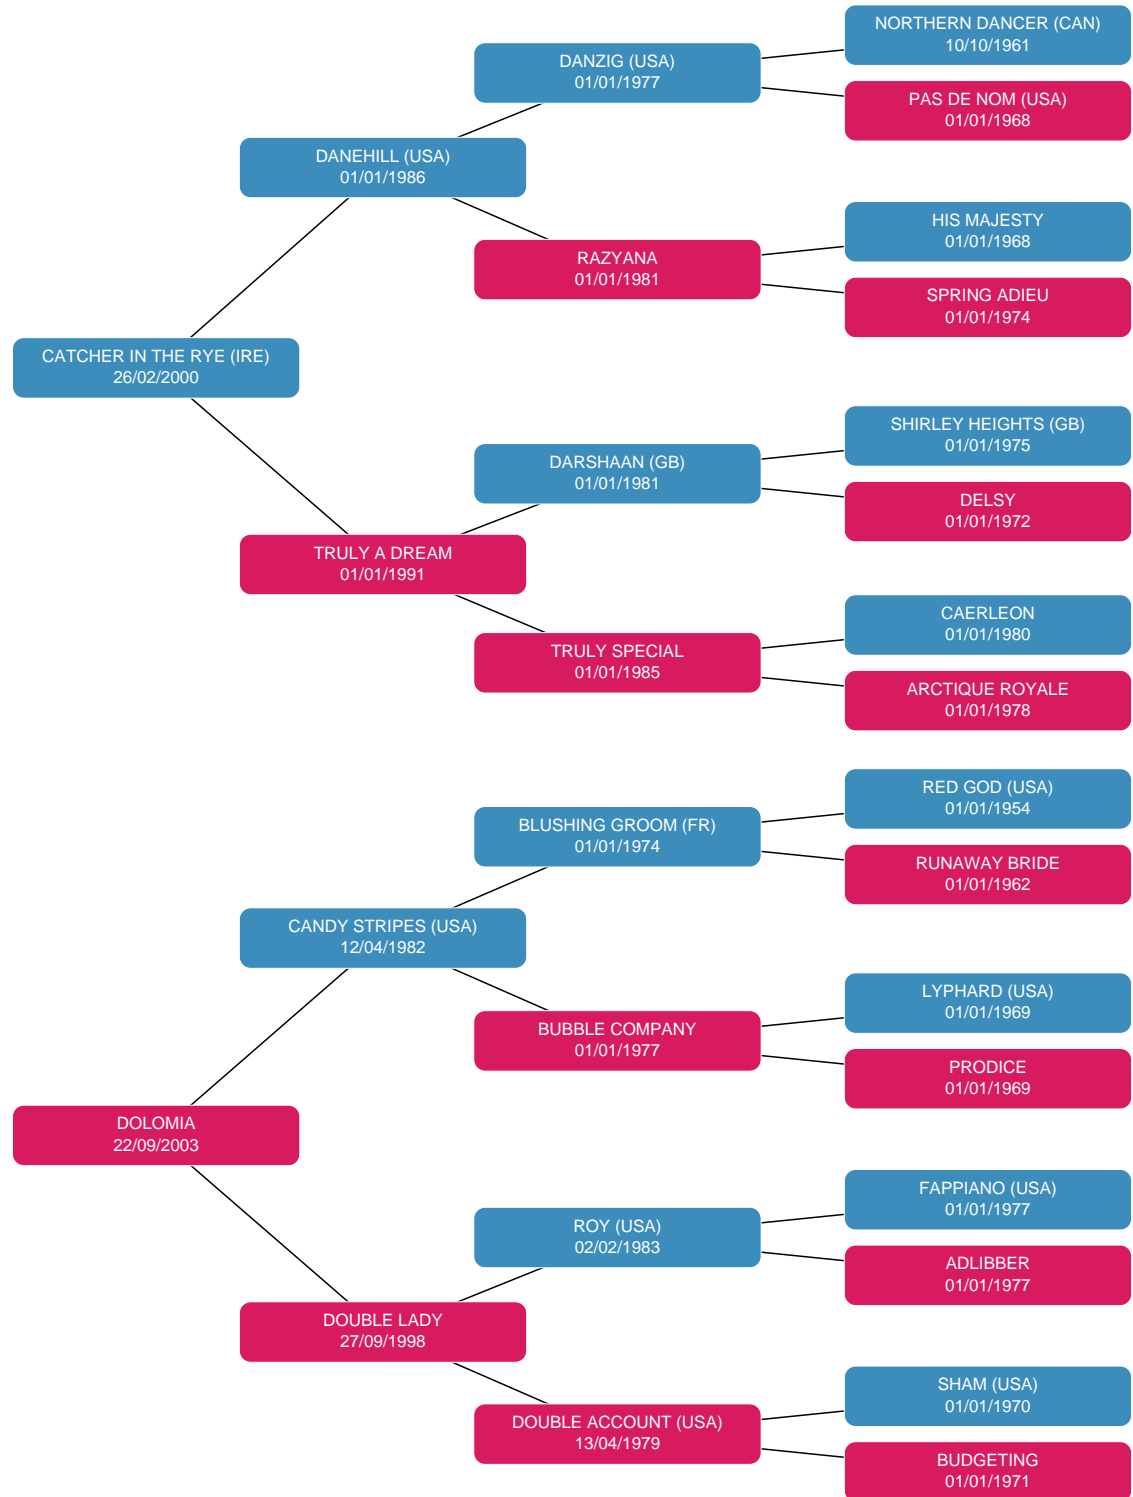 NORTHERN DANCER (CAN)
10/10/1961
DANZIG (USA)
01/01/1977
PAS DE NOM (USA)
01/01/1968
DANEHILL (USA)
01/01/1986
HIS MAJESTY
01/01/1968
RAZYANA
01/01/1981
SPRING ADIEU
01/01/1974
CATCHER IN THE RYE (IRE)
26/02/2000
SHIRLEY HEIGHTS (GB)
01/01/1975
DARSHAAN (GB)
01/01/1981
DELSY
01/01/1972
TRULY A DREAM
01/01/1991
CAERLEON
01/01/1980
TRULY SPECIAL
01/01/1985
ARCTIQUE ROYALE
01/01/1978
RED GOD (USA)
01/01/1954
BLUSHING GROOM (FR)
01/01/1974
RUNAWAY BRIDE
01/01/1962
CANDY STRIPES (USA)
12/04/1982
LYPHARD (USA)
01/01/1969
BUBBLE COMPANY
01/01/1977
PRODICE
01/01/1969
DOLOMIA
22/09/2003
FAPPIANO (USA)
01/01/1977
ROY (USA)
02/02/1983
ADLIBBER
01/01/1977
DOUBLE LADY
27/09/1998
SHAM (USA)
01/01/1970
DOUBLE ACCOUNT (USA)
13/04/1979
BUDGETING
01/01/1971